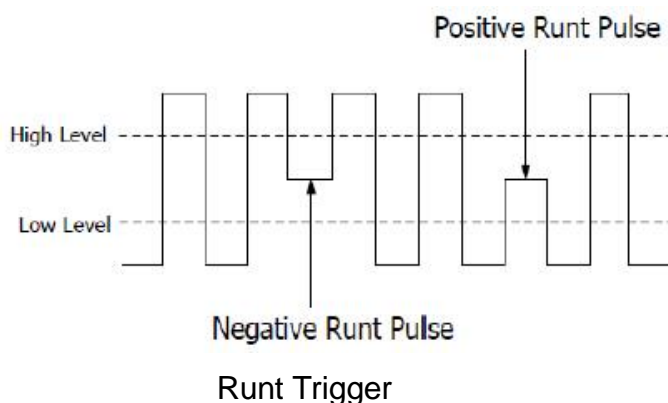 Positive Runt Pulse
High Level
Low Level
Negative Runt Pulse
Runt Trigger